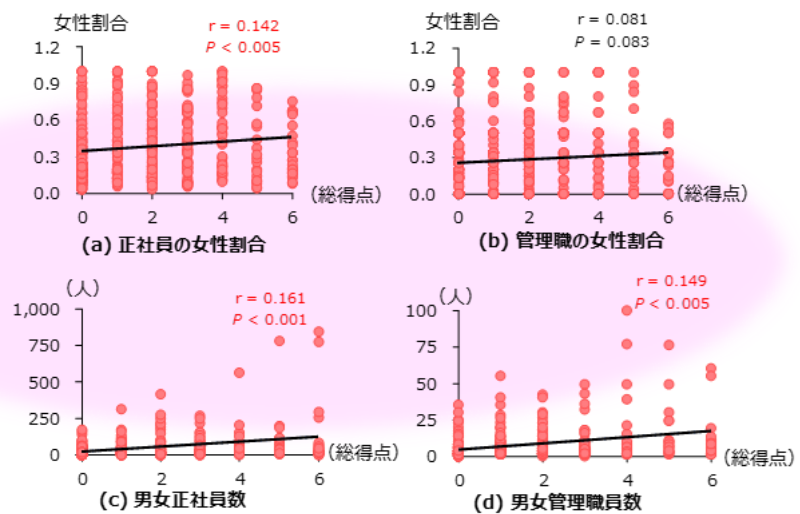 女性割合
r = 0.142
P < 0.005
1.2
0.9
0.6
0.3
0.0
0 2 4 6
(総得点)
(a) 正社員の女性割合
女性割合
r = 0.081
P = 0.083
1.2
0.9
0.6
0.3
0.0
0 2 4 6
(総得点)
(b) 管理職の女性割合
(人)
r = 0.161
P < 0.001
1,000
750
500
250
0
0 2 4 6
(総得点)
(c) 男女正社員数
(人)
r = 0.149
P < 0.005
100
75
50
25
0
0 2 4 6
(総得点)
(d) 男女管理職員数